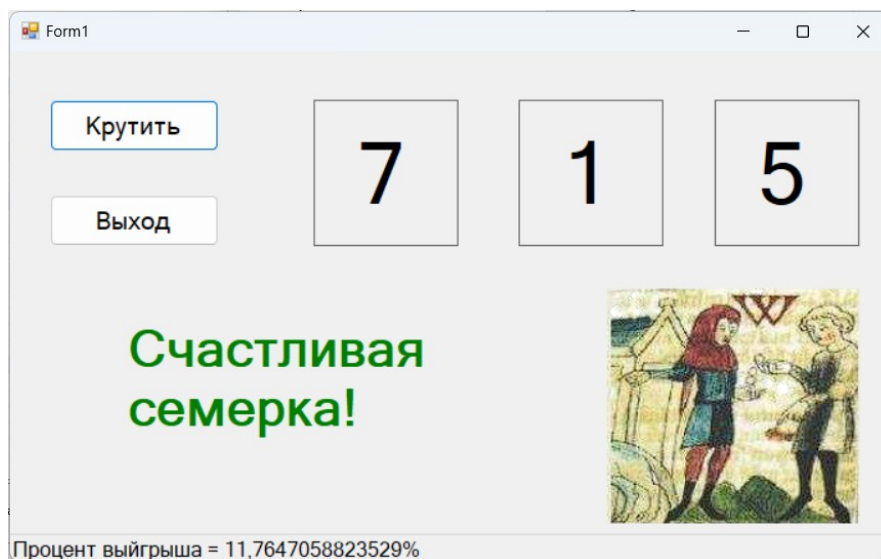 Form1
Крутить
7 1 5
Выход
Счастливая
семерка!
Процент выйгрыша = 11,7647058823529%